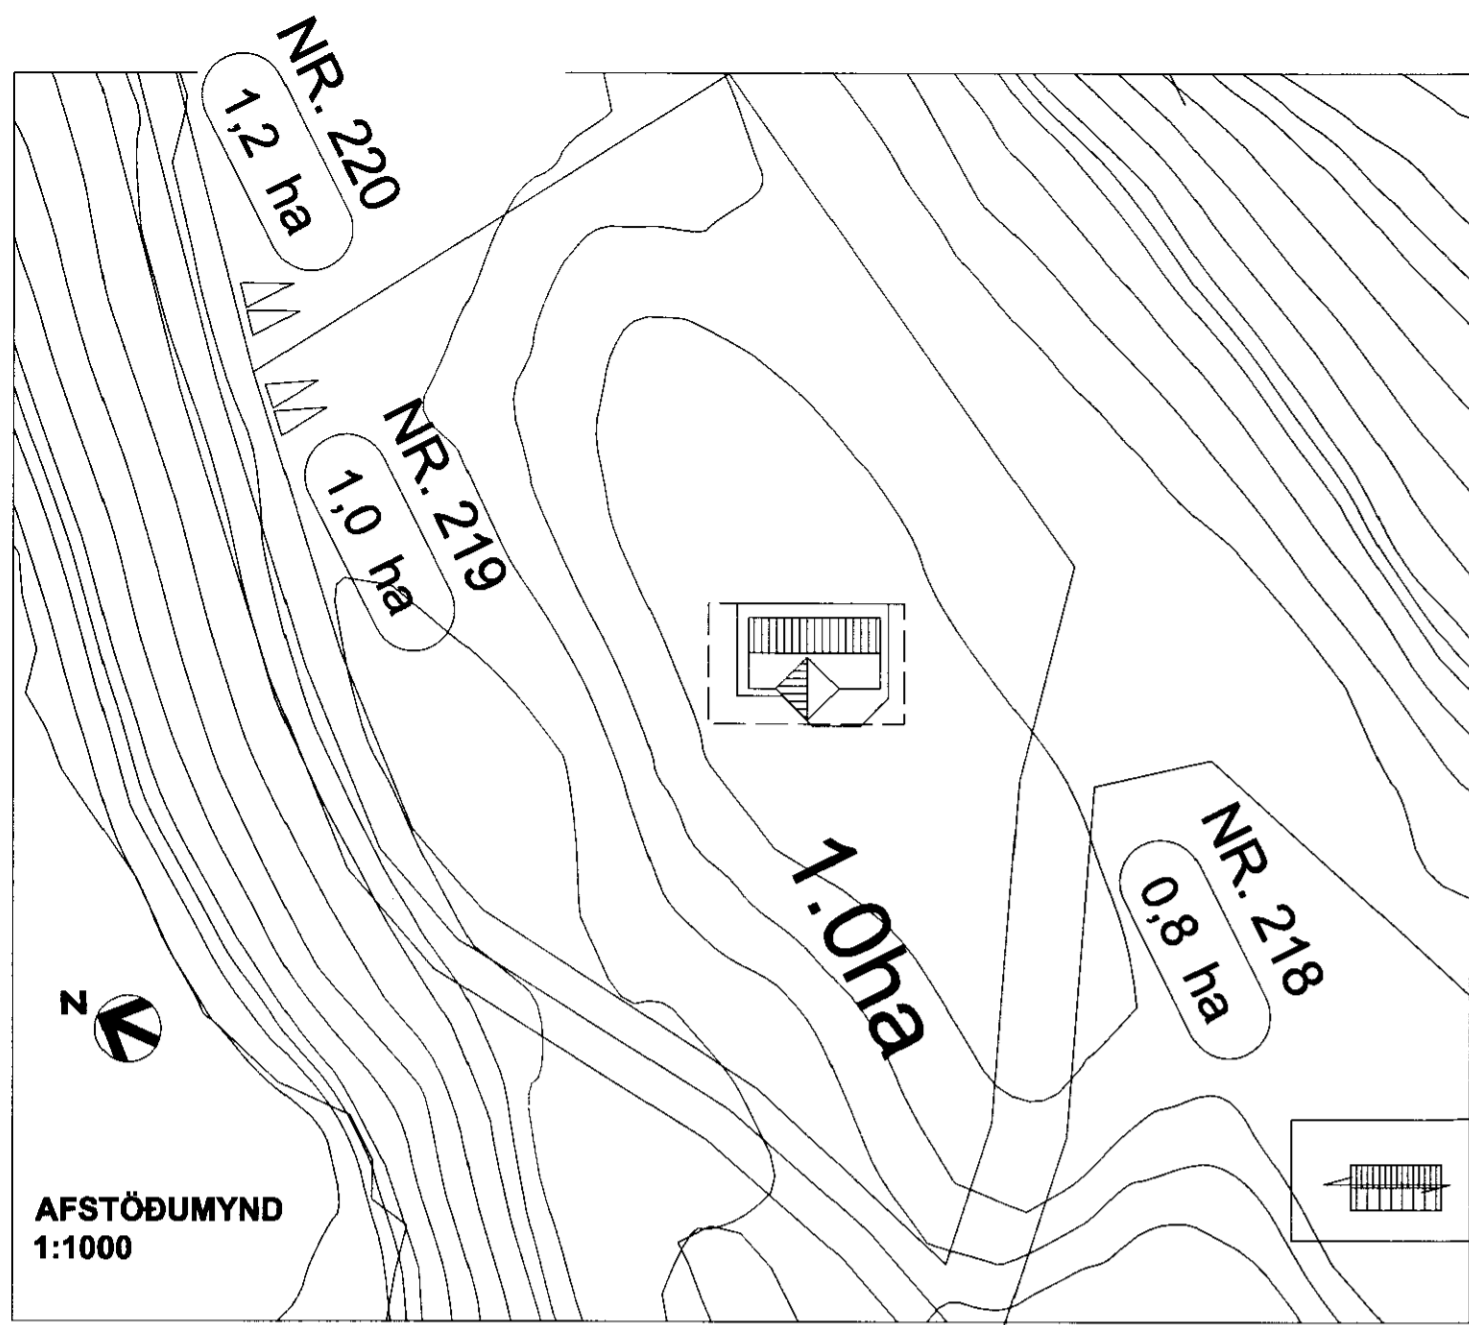 NR. 220
1,2 ha
NR. 219
1,0 ha
1.0ha
NR. 218
0,8 ha
N
AFSTÖÐUMYND
1:1000